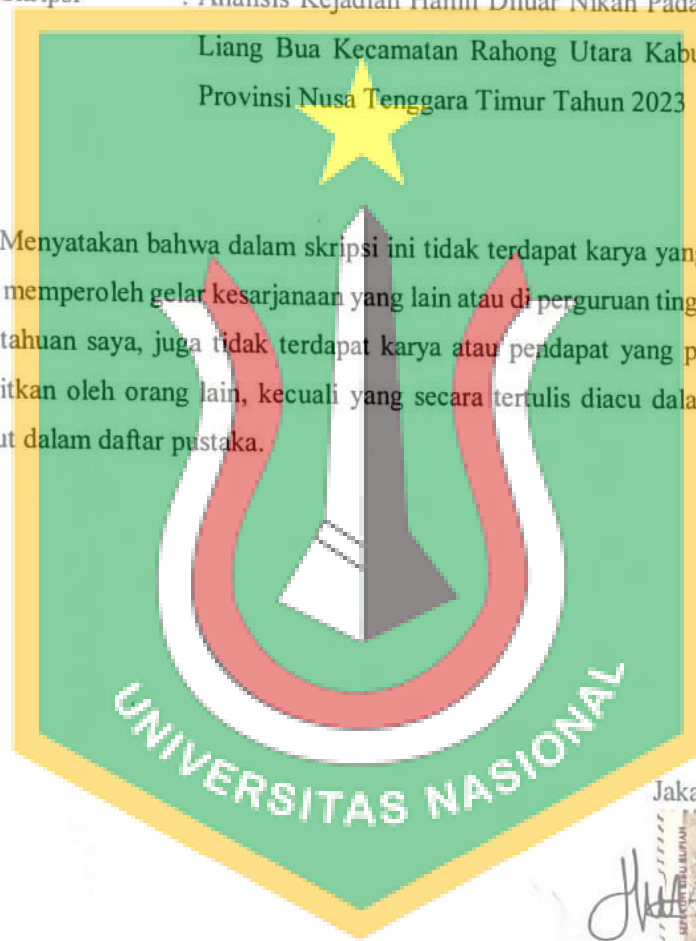 : Analisis Kejadian Hamil Diluar Nikah Pada
Liang Bua Kecamatan Rahong Utara Kabu
Provinsi Nusa Tenggara Timur Tahun 2023
Menyatakan bahwa dalam skripsi ini tidak terdapat karya yang
memperoleh gelar kesarjanaan yang lain atau di perguruan ting
tahuan saya, juga tidak terdapat karya atau pendapat yang p
itkan oleh orang lain, kecuali yang secara tertulis diacu dala
ut dalam daftar pustaka.
UNIVERSITAS NASIONAL
Jaka